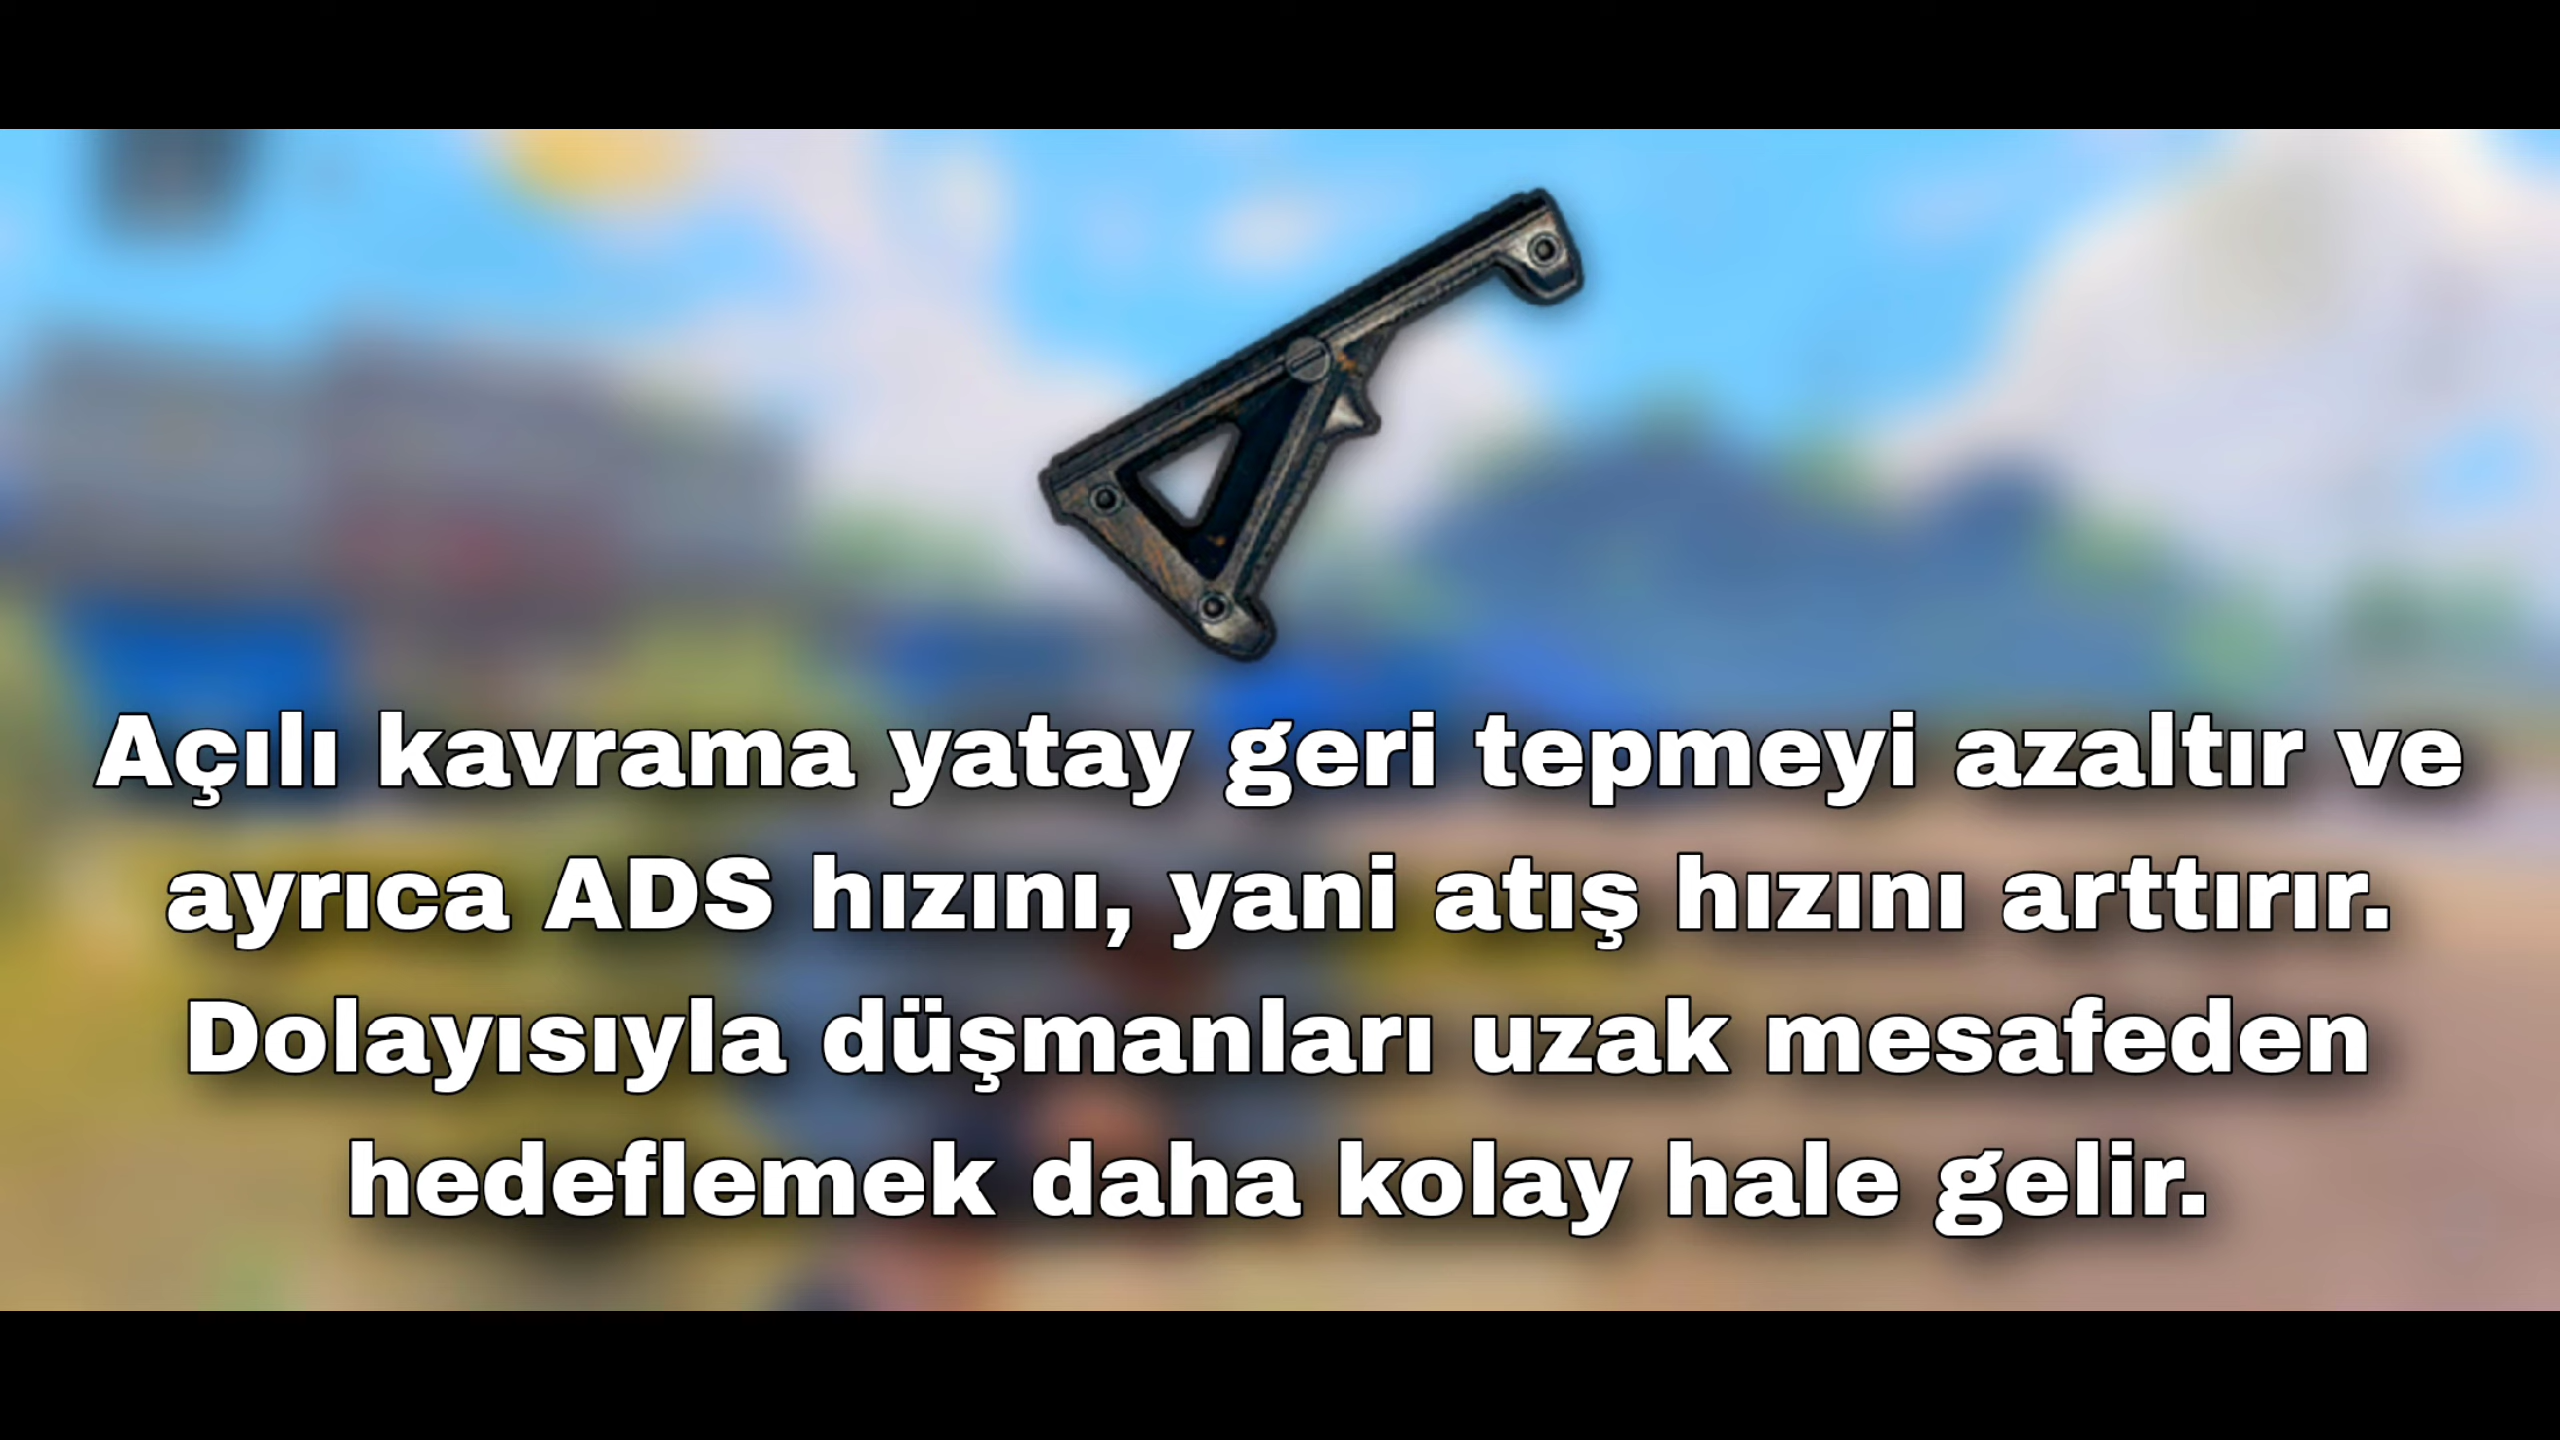 Açılı kavrama yatay geri tepmeyi azaltır ve
ayrıca ADS hızını, yani atış hızını arttırır.
Dolayısıyla düşmanları uzak mesafeden
hedeflemek daha kolay hale gelir.